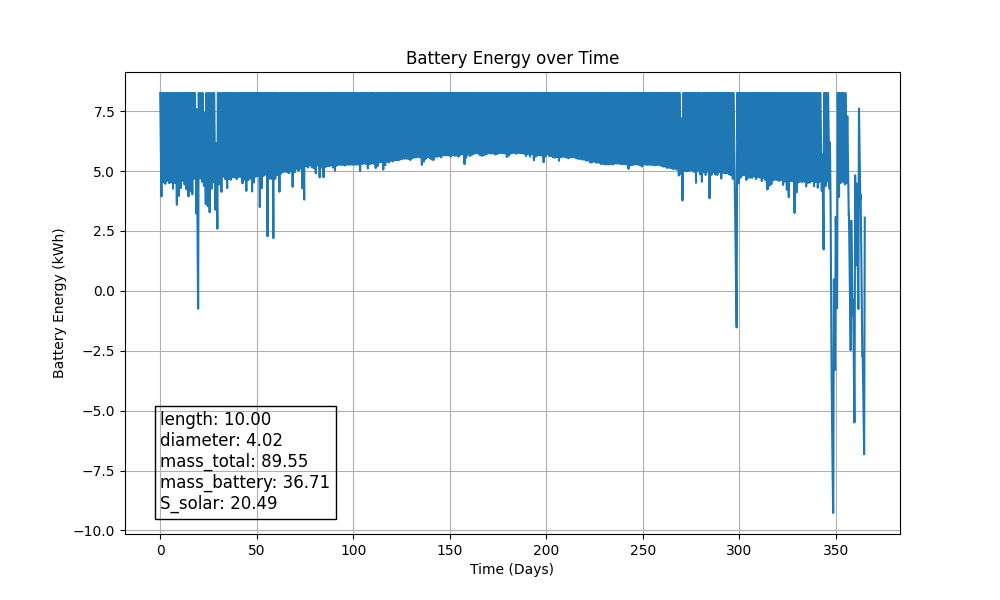 Battery Energy over Time
Battery Energy (kWh)
7.5
5.0
2.5
0.0
−2.5
−5.0
−7.5
−10.0
length: 10.00
diameter: 4.02
mass_total: 89.55
mass_battery: 36.71
S_solar: 20.49
0 50 100 150 200 250 300 350
Time (Days)